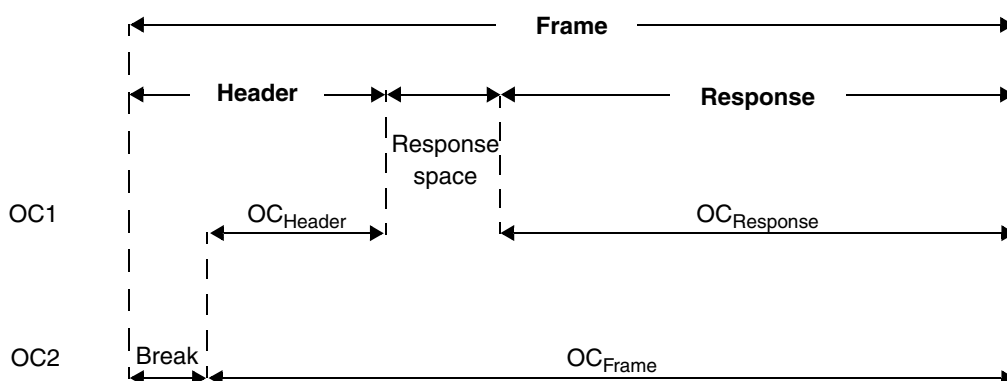 Frame
Header
Response
Response
space
OC1
OCHeader
OCResponse
OC2
Break
OCFrame